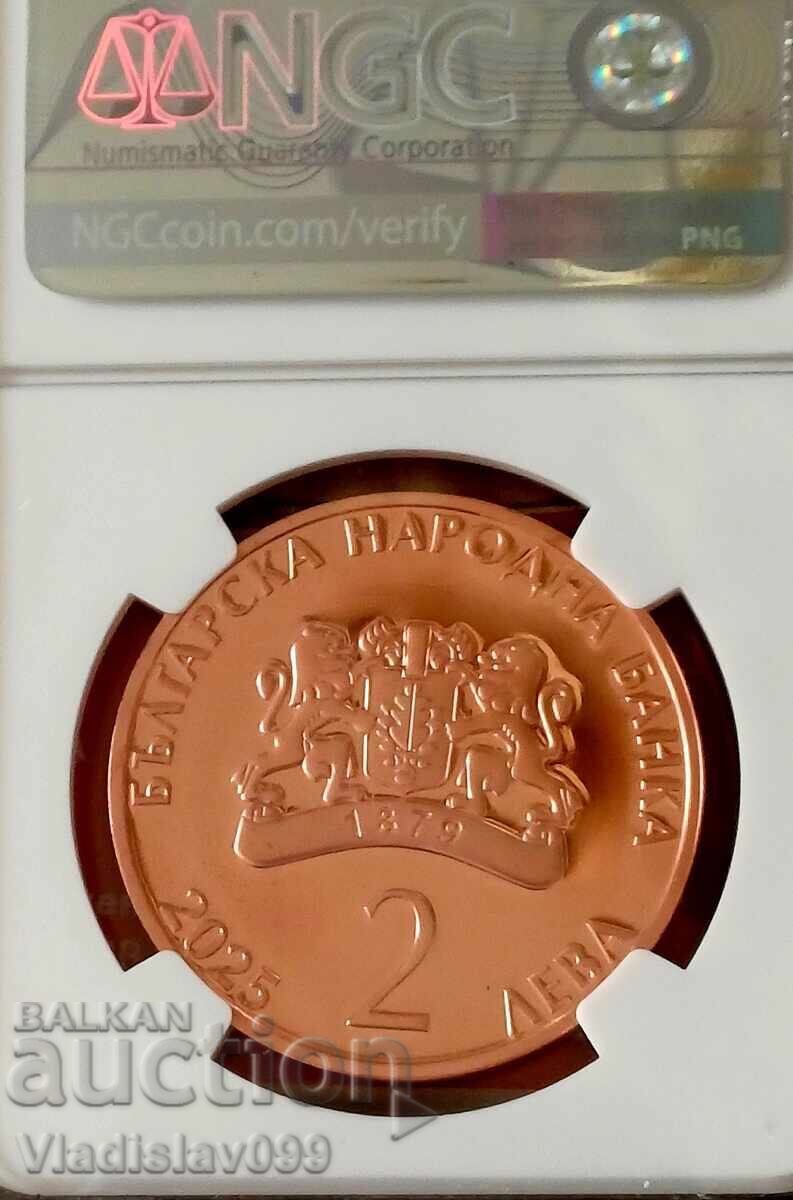 NGC
Numismatic Guaranty Corporation
NGCcoin.com/verify
PNG
БЪЛГАРСКА НАРОДНА БАНКА
1879
2025
2
ЛЕВА
BALKAN
auction
Vladislav099